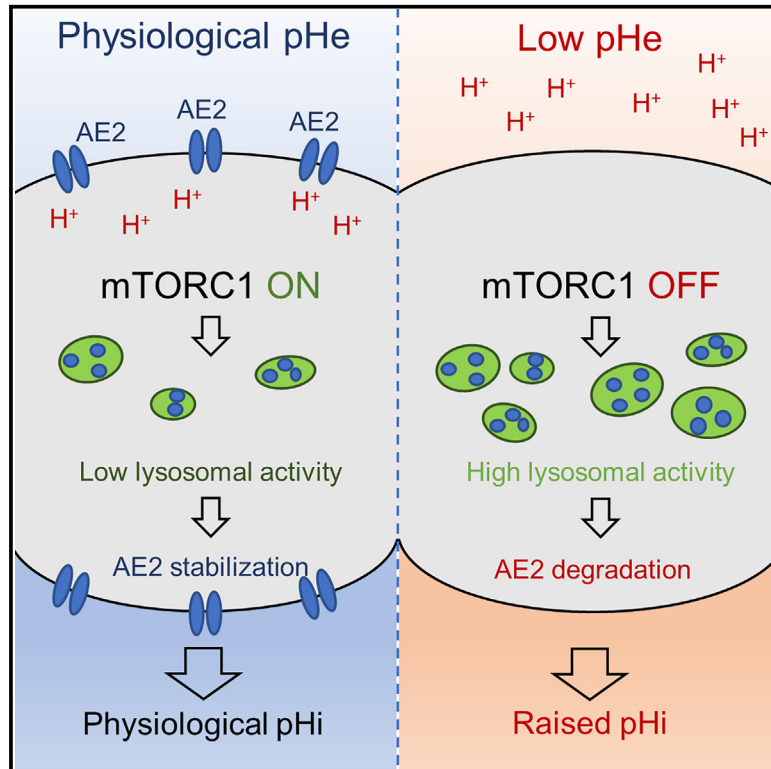 Physiological pHe
AE2
AE2
AE2
H⁺
H⁺
H⁺
H⁺
H⁺
mTORC1 ON
Low lysosomal activity
AE2 stabilization
Physiological pHi
Low pHe
H⁺
H⁺
H⁺
H⁺
H⁺
H⁺
H⁺
mTORC1 OFF
High lysosomal activity
AE2 degradation
Raised pHi